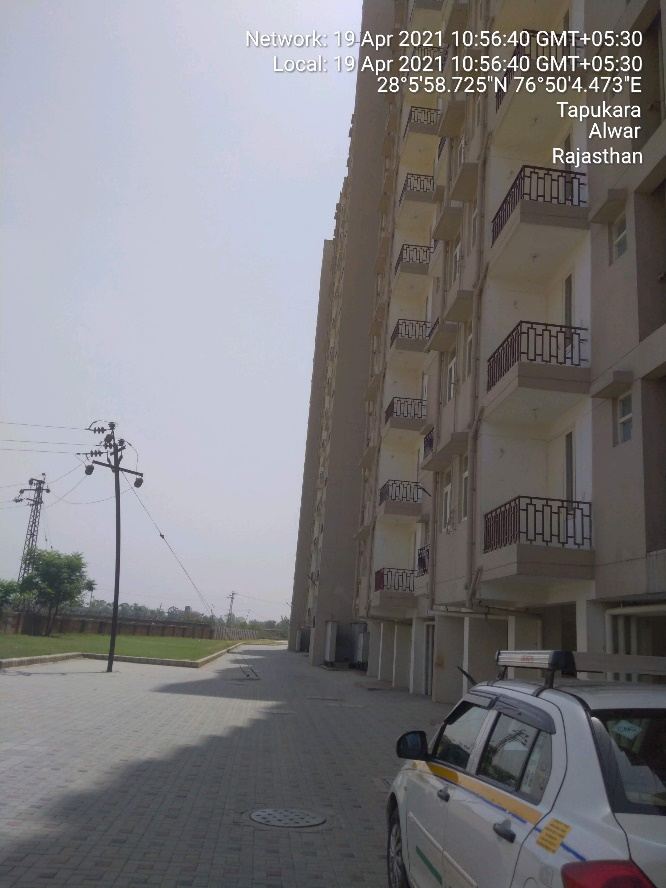 Network: 19 Apr 2021 10:56:40 GMT+05:30
Local: 19 Apr 2021 10:56:40 GMT+05:30
28°5'58.725"N 76°50'4.473"E
Tapukara
Alwar
Rajasthan
CNG